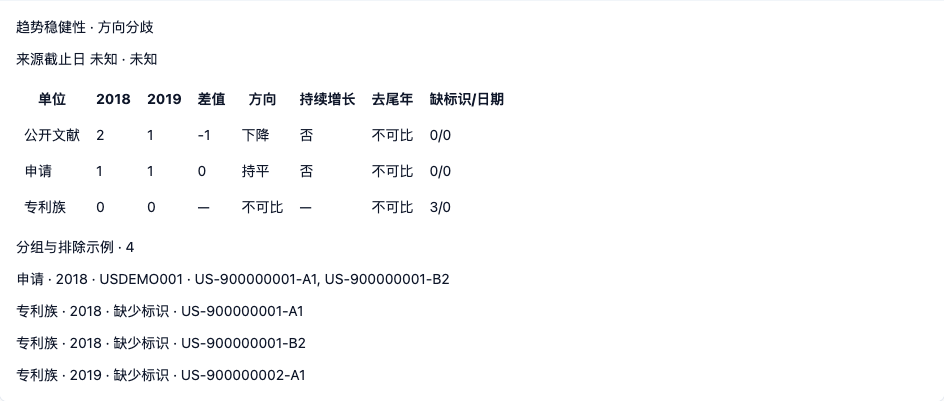 趋势稳健性 · 方向分歧
来源截止日 未知 · 未知
单位 2018 2019 差值 方向 持续增长 去尾年 缺标识/日期
公开文献 2 1 -1 下降 否 不可比 0/0
申请 1 1 0 持平 否 不可比 0/0
专利族 0 0 — 不可比 — 不可比 3/0
分组与排除示例 · 4
申请 · 2018 · USDEMO001 · US-900000001-A1, US-900000001-B2
专利族 · 2018 · 缺少标识 · US-900000001-A1
专利族 · 2018 · 缺少标识 · US-900000001-B2
专利族 · 2019 · 缺少标识 · US-900000002-A1